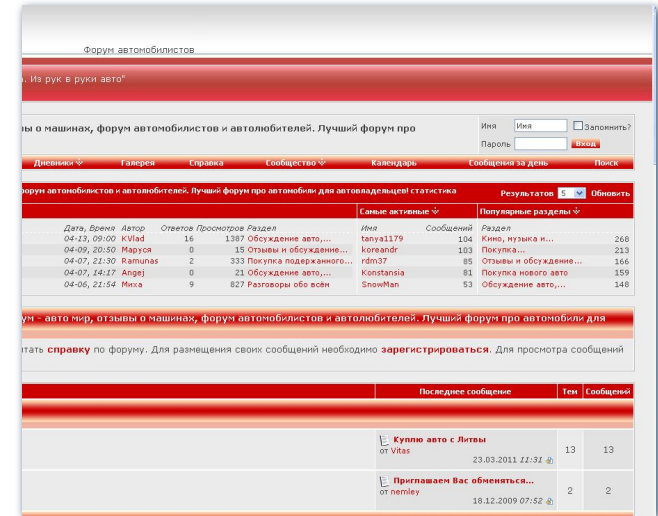 Форум автомобилистов
. Из рук в руки авто"
ы о машинах, форум автомобилистов и автолюбителей. Лучший форум про
Имя Имя Запомнить?
Пароль Вход
Дневники Галерея Справка Сообщество Календарь Сообщения за день Поиск
орум автомобилистов и автолюбителей. Лучший форум про автомобили для автовладельцев! статистика Результатов 5 Обновить
Самые активные Популярные разделы
Дата, Время Автор Ответов Просмотров Раздел Имя Сообщений Раздел
04-13, 09:00 KVlad 16 1387 Обсуждение авто,... tanya1179 104 Кино, музыка и... 268
04-09, 20:50 Маруся 0 15 Отзывы и обсуждение... koreandr 103 Покупка... 213
04-07, 21:30 Ramunas 2 333 Покупка подержанного... rdm37 85 Отзывы и обсуждение... 166
04-07, 14:17 Angej 0 21 Обсуждение авто,... Konstansia 81 Покупка нового авто 159
04-06, 21:54 Миха 9 827 Разговоры обо всём SnowMan 53 Обсуждение авто,... 148
ум - авто мир, отзывы о машинах, форум автомобилистов и автолюбителей. Лучший форум про автомобили для
тать справку по форуму. Для размещения своих сообщений необходимо зарегистрироваться. Для просмотра сообщений
Последнее сообщение Тем Сообщений
Куплю авто с Литвы
от Vitas 13 13
23.03.2011 11:31
Приглашаем Вас обменяться...
от nemley 2 2
18.12.2009 07:52